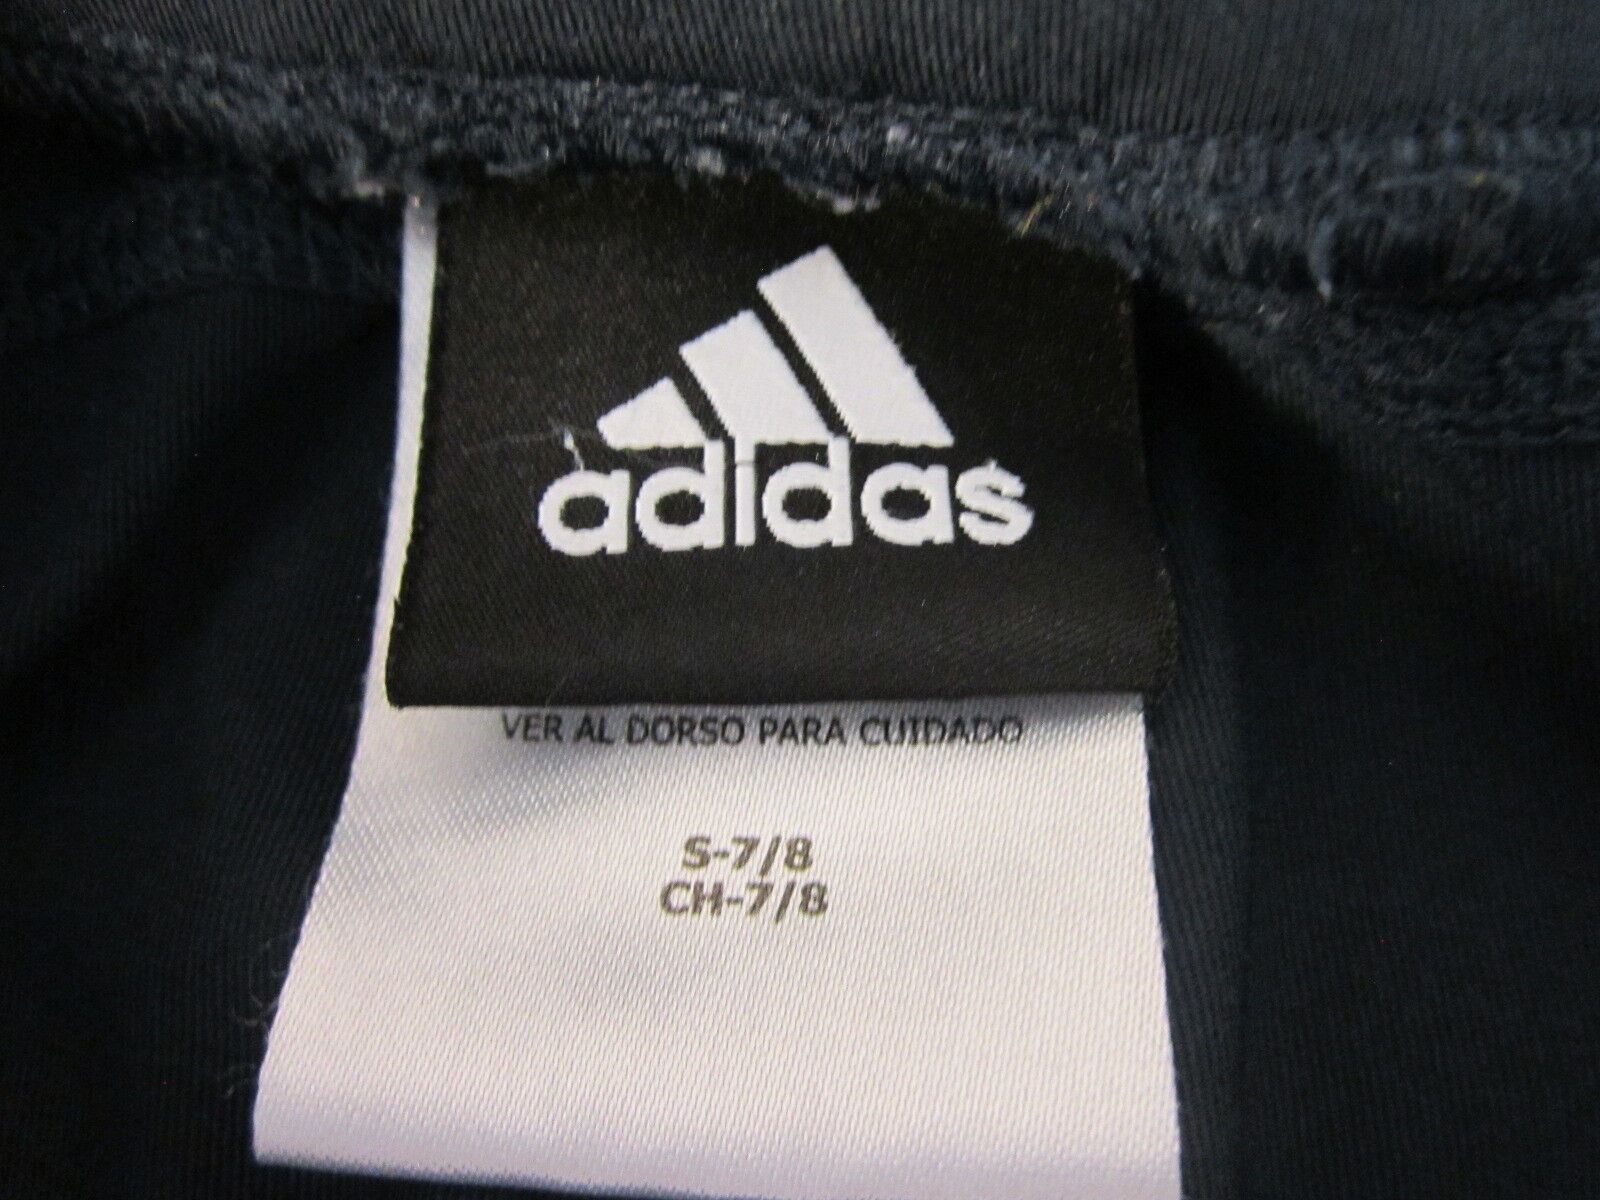 adidas
VER AL DORSO PARA CUIDADO
S-7/8
CH-7/8